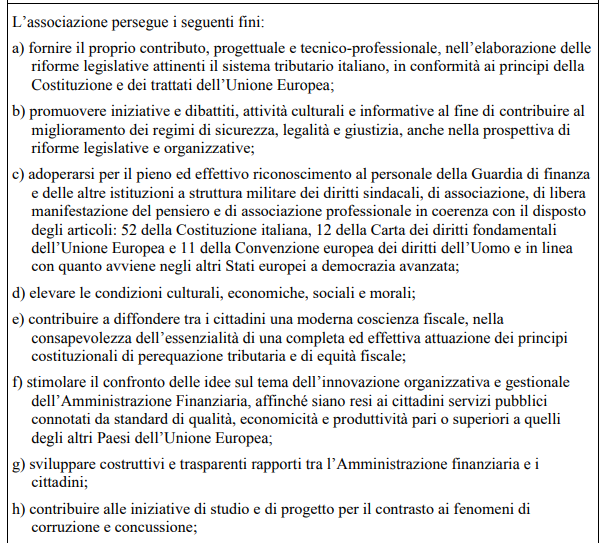 L’associazione persegue i seguenti fini:
a) fornire il proprio contributo, progettuale e tecnico-professionale, nell’elaborazione delle
riforme legislative attinenti il sistema tributario italiano, in conformità ai principi della
Costituzione e dei trattati dell’Unione Europea;
b) promuovere iniziative e dibattiti, attività culturali e informative al fine di contribuire al
miglioramento dei regimi di sicurezza, legalità e giustizia, anche nella prospettiva di
riforme legislative e organizzative;
c) adoperarsi per il pieno ed effettivo riconoscimento al personale della Guardia di finanza
e delle altre istituzioni a struttura militare dei diritti sindacali, di associazione, di libera
manifestazione del pensiero e di associazione professionale in coerenza con il disposto
degli articoli: 52 della Costituzione italiana, 12 della Carta dei diritti fondamentali
dell’Unione Europea e 11 della Convenzione europea dei diritti dell’Uomo e in linea
con quanto avviene negli altri Stati europei a democrazia avanzata;
d) elevare le condizioni culturali, economiche, sociali e morali;
e) contribuire a diffondere tra i cittadini una moderna coscienza fiscale, nella
consapevolezza dell’essenzialità di una completa ed effettiva attuazione dei principi
costituzionali di perequazione tributaria e di equità fiscale;
f) stimolare il confronto delle idee sul tema dell’innovazione organizzativa e gestionale
dell’Amministrazione Finanziaria, affinché siano resi ai cittadini servizi pubblici
connotati da standard di qualità, economicità e produttività pari o superiori a quelli
degli altri Paesi dell’Unione Europea;
g) sviluppare costruttivi e trasparenti rapporti tra l’Amministrazione finanziaria e i
cittadini;
h) contribuire alle iniziative di studio e di progetto per il contrasto ai fenomeni di
corruzione e concussione;